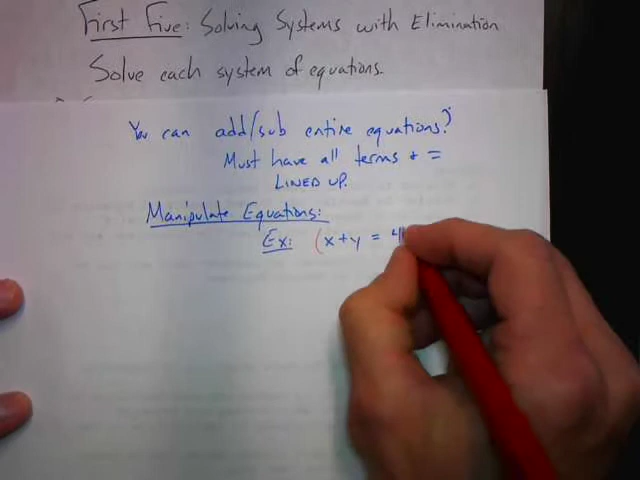 First Five: Solving Systems with Elimination
Solve each system of equations.
You can add/sub entire equations?
Must have all terms + =
LINED UP.
Manipulate Equations:
Ex: (x+y = 4